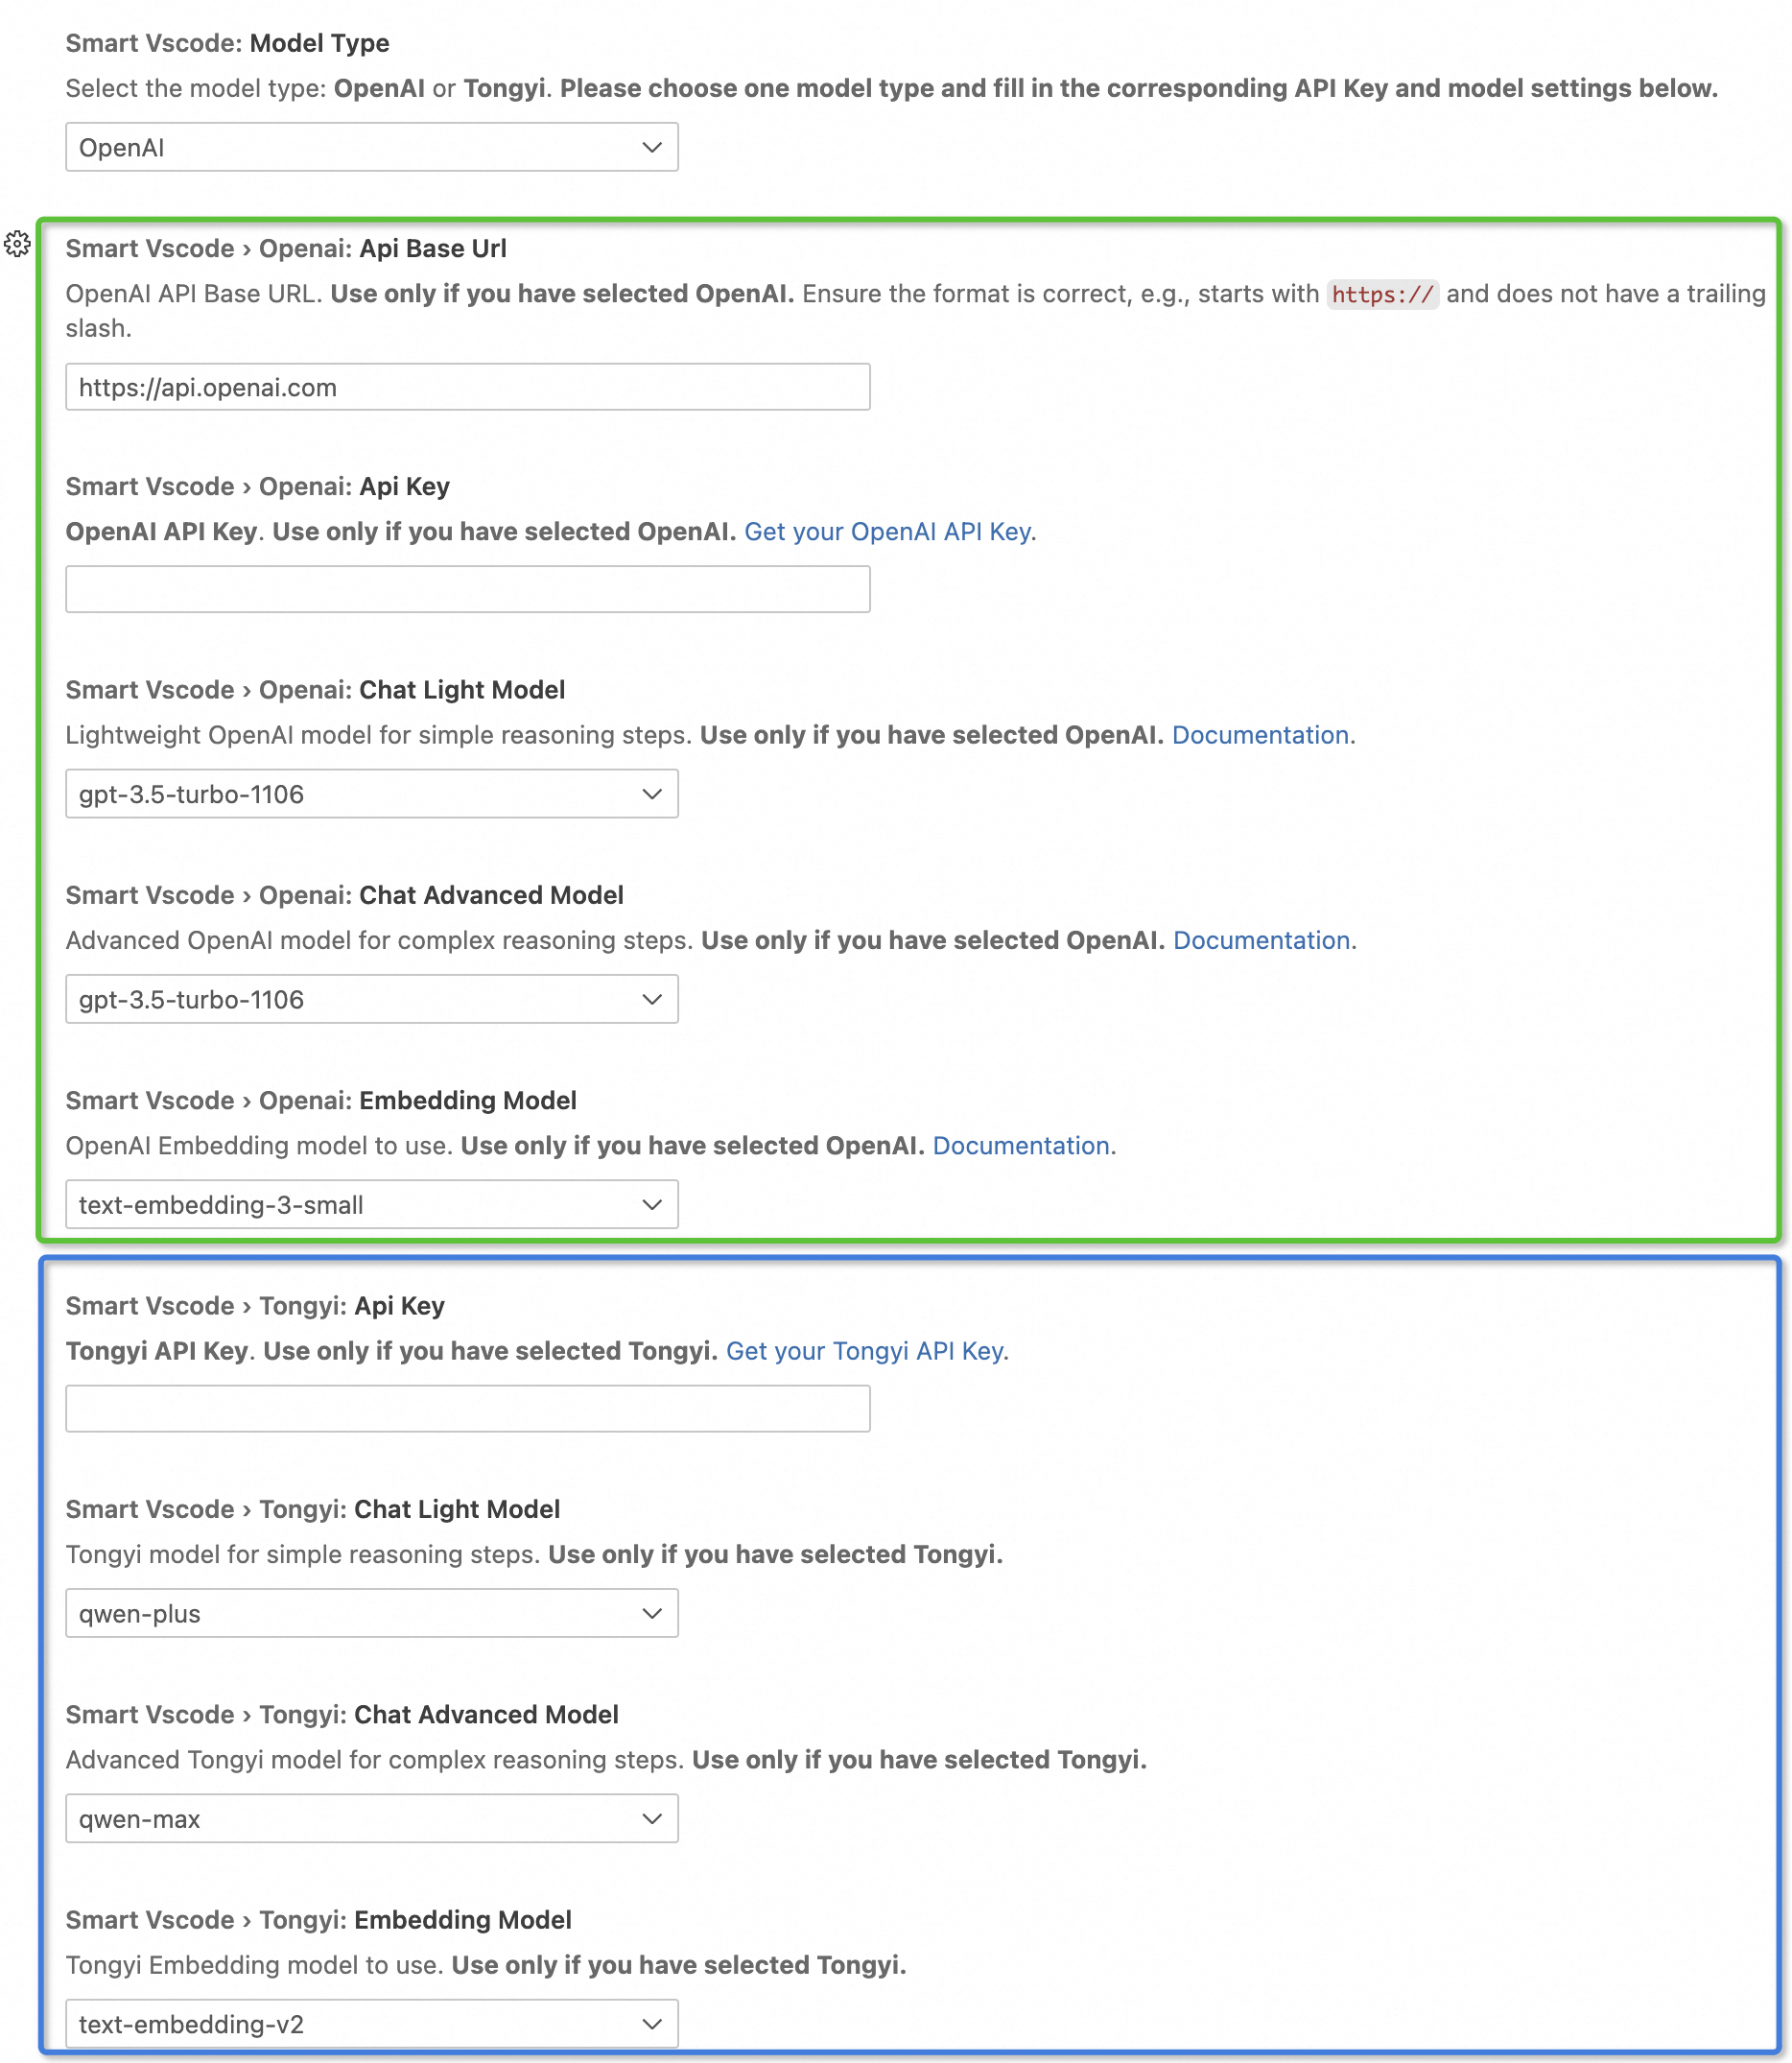 Smart Vscode: Model Type
Select the model type: OpenAI or Tongyi. Please choose one model type and fill in the corresponding API Key and model settings below.
OpenAI
Smart Vscode › Openai: Api Base Url
OpenAI API Base URL. Use only if you have selected OpenAI. Ensure the format is correct, e.g., starts with https:// and does not have a trailing
slash.
https://api.openai.com
Smart Vscode › Openai: Api Key
OpenAI API Key. Use only if you have selected OpenAI. Get your OpenAI API Key.
Smart Vscode › Openai: Chat Light Model
Lightweight OpenAI model for simple reasoning steps. Use only if you have selected OpenAI. Documentation.
gpt-3.5-turbo-1106
Smart Vscode › Openai: Chat Advanced Model
Advanced OpenAI model for complex reasoning steps. Use only if you have selected OpenAI. Documentation.
gpt-3.5-turbo-1106
Smart Vscode › Openai: Embedding Model
OpenAI Embedding model to use. Use only if you have selected OpenAI. Documentation.
text-embedding-3-small
Smart Vscode › Tongyi: Api Key
Tongyi API Key. Use only if you have selected Tongyi. Get your Tongyi API Key.
Smart Vscode › Tongyi: Chat Light Model
Tongyi model for simple reasoning steps. Use only if you have selected Tongyi.
qwen-plus
Smart Vscode › Tongyi: Chat Advanced Model
Advanced Tongyi model for complex reasoning steps. Use only if you have selected Tongyi.
qwen-max
Smart Vscode › Tongyi: Embedding Model
Tongyi Embedding model to use. Use only if you have selected Tongyi.
text-embedding-v2